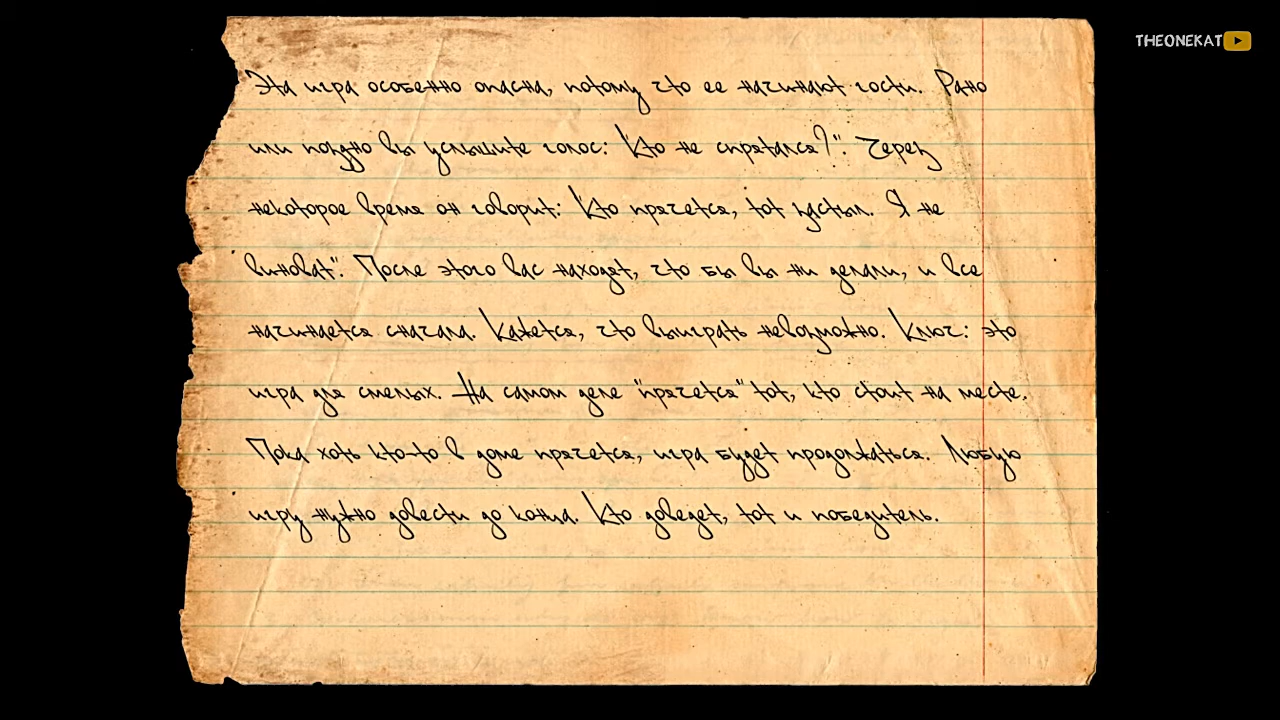 THEONEKAT
Эта игра особенно опасна, потому что ее начинают гости. Рано
или поздно вы услышите голос: "Кто не спрятался?". Через
некоторое время он говорит: "Кто прячется, тот застыл. Я не
виноват". После этого вас находят, что бы вы ни делали, и все
начинается сначала. Кажется, что выиграть невозможно. Ключ: это
игра для смелых. На самом деле "прячется" тот, кто стоит на месте.
Пока хоть кто-то в доме прячется, игра будет продолжаться. Любую
игру нужно довести до конца. Кто доведет, тот и победитель.